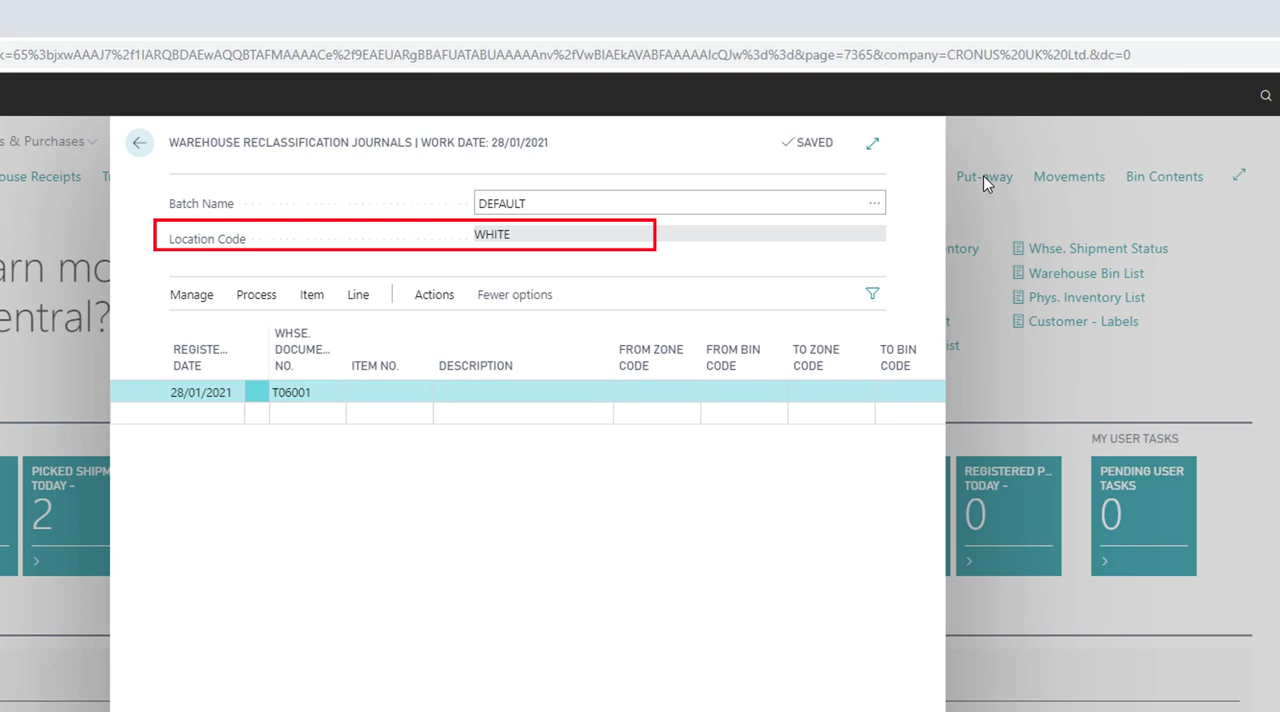 k=65%3bjxwAAAJ7%2f1IARQBDAEwAQQBTAFMAAAACe%2f9EAEUARgBBAFUATABUAAAAAnv%2fVwBIAEkAVABFAAAAAIcQJw%3d%3d&page=7365&company=CRONUS%20UK%20Ltd.&dc=0
s & Purchases
WAREHOUSE RECLASSIFICATION JOURNALS | WORK DATE: 28/01/2021
SAVED
ouse Receipts
Put-away
Movements
Bin Contents
Batch Name
DEFAULT
...
Location Code
WHITE
entory
Whse. Shipment Status
Warehouse Bin List
Phys. Inventory List
t
Customer - Labels
ist
arn mo
entral?
Manage
Process
Item
Line
Actions
Fewer options
REGISTE...
DATE
WHSE.
DOCUME...
NO.
ITEM NO.
DESCRIPTION
FROM ZONE
CODE
FROM BIN
CODE
TO ZONE
CODE
TO BIN
CODE
28/01/2021
T06001
MY USER TASKS
PICKED SHIPM
TODAY -
2
REGISTERED P...
TODAY -
0
PENDING USER
TASKS
0